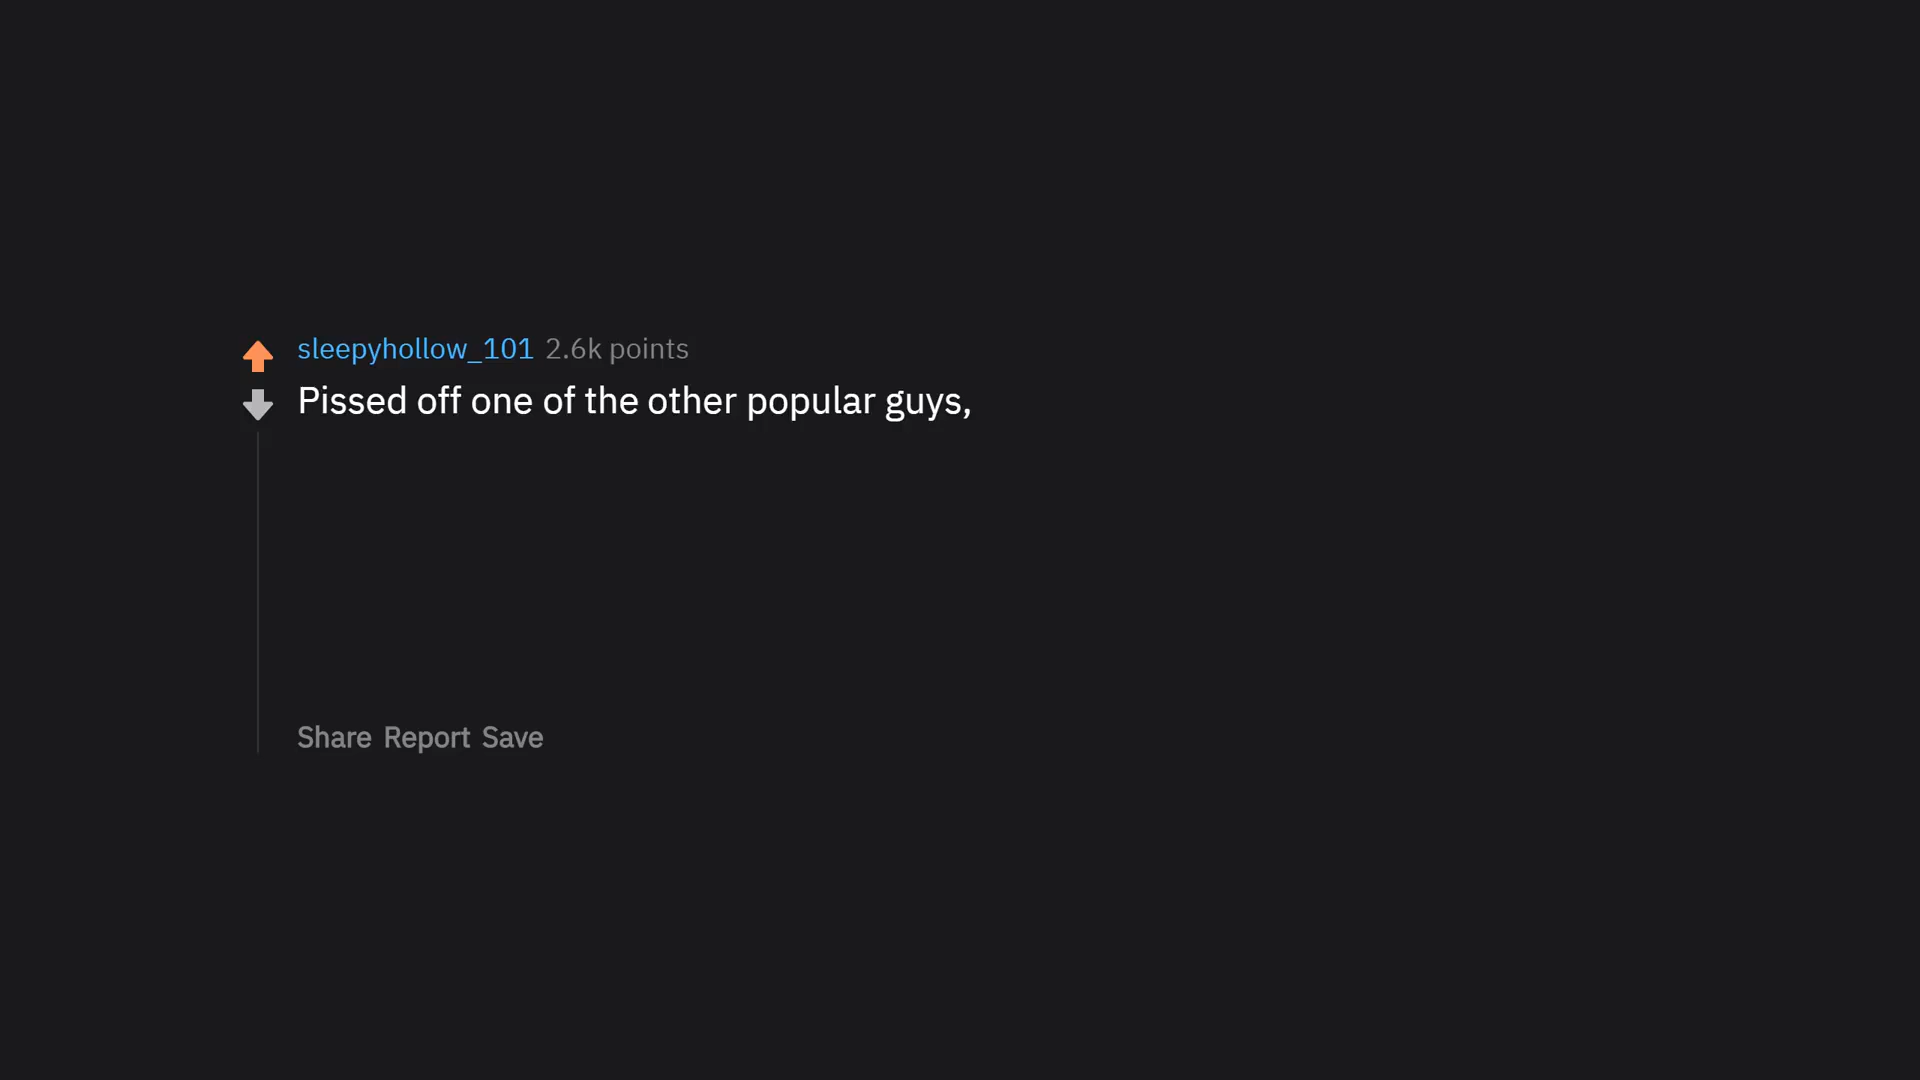 sleepyhollow_101 2.6k points
Pissed off one of the other popular guys,
Share Report Save